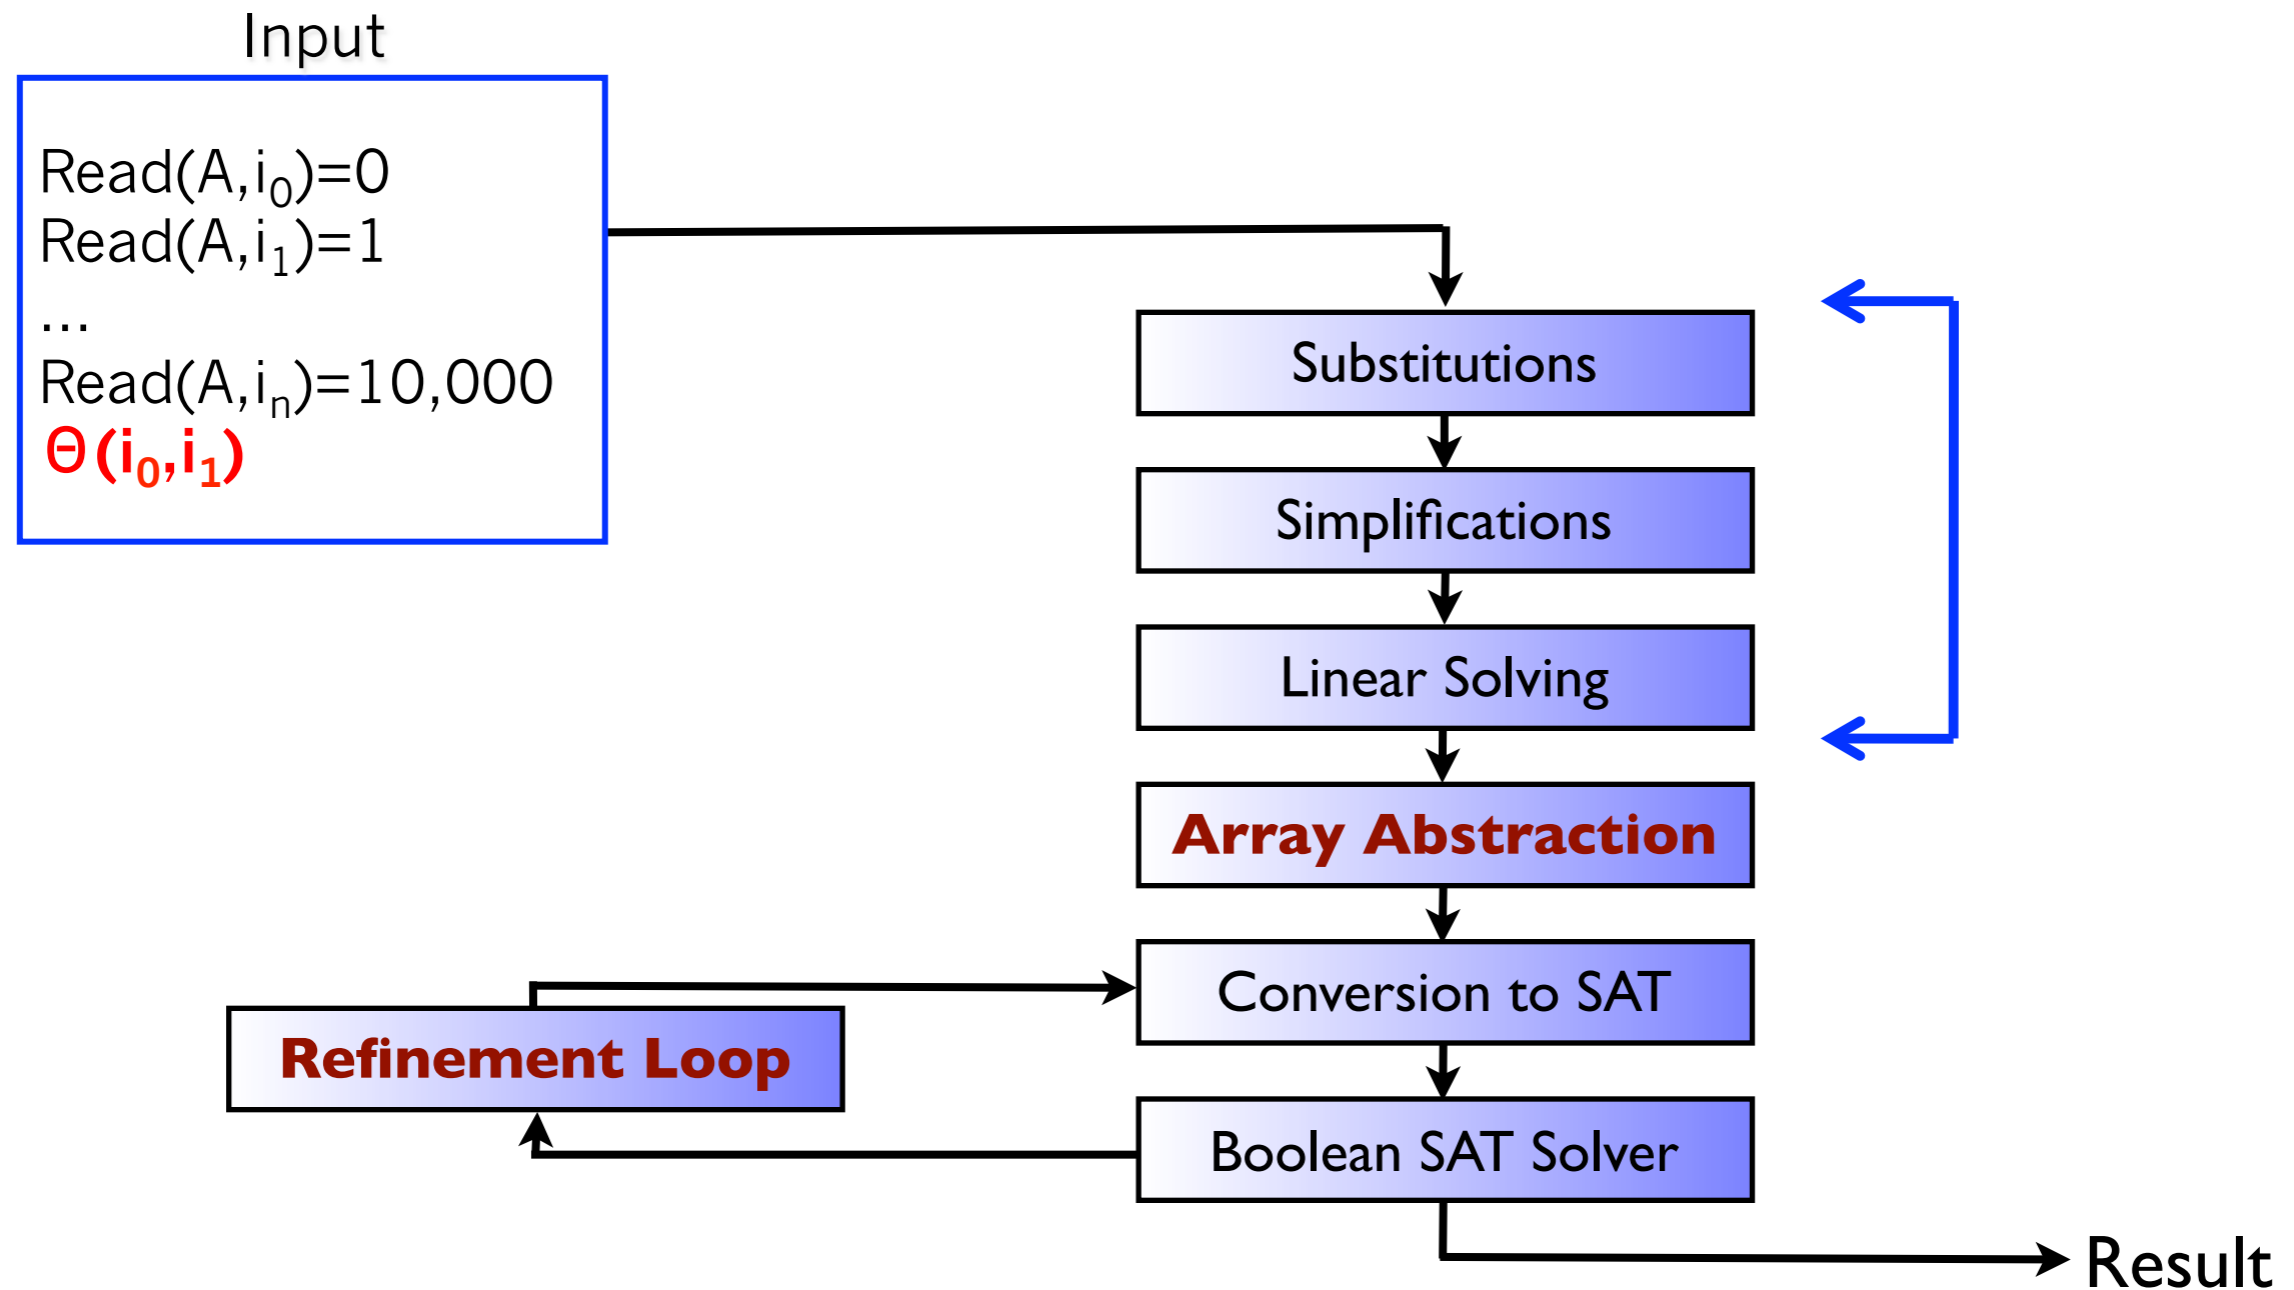 Input
Read(A,i₀)=0
Read(A,i₁)=1
...
Read(A,iₙ)=10,000
Θ(i₀,i₁)
Substitutions
Simplifications
Linear Solving
Array Abstraction
Conversion to SAT
Refinement Loop
Boolean SAT Solver
Result